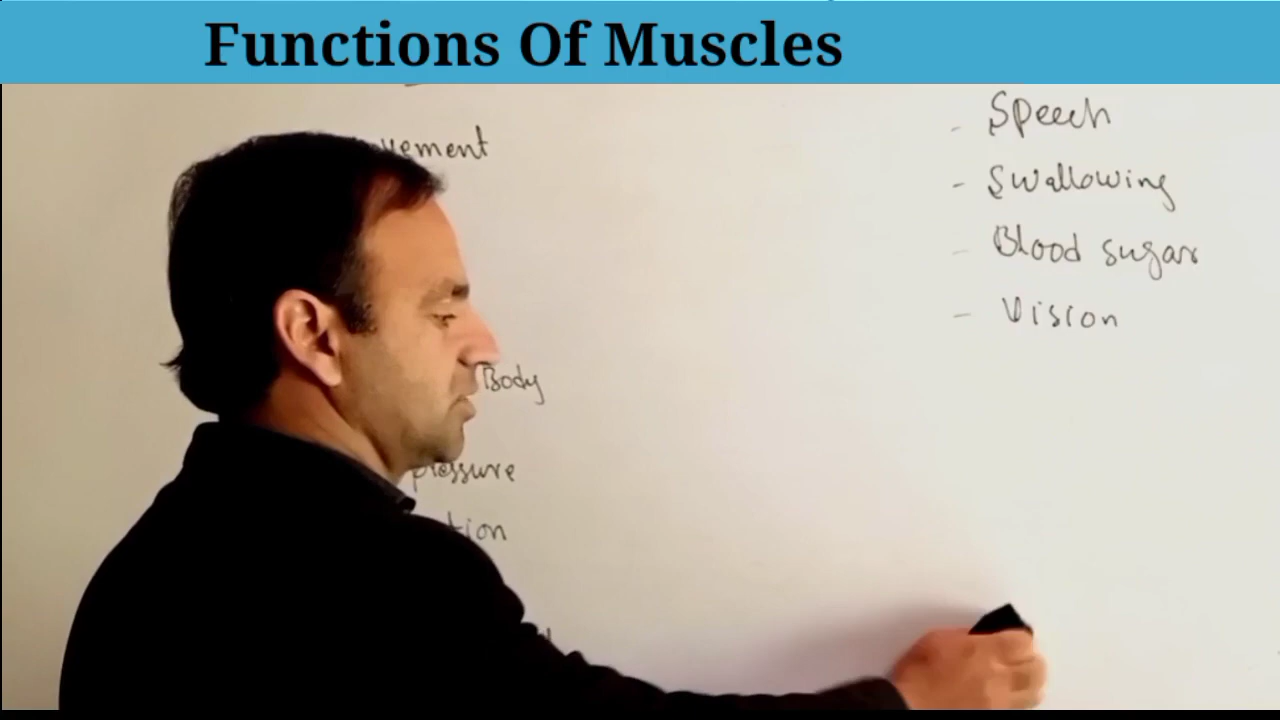 Functions Of Muscles
Body
pressure
- Speech
- Swallowing
- Blood sugar
- Vision